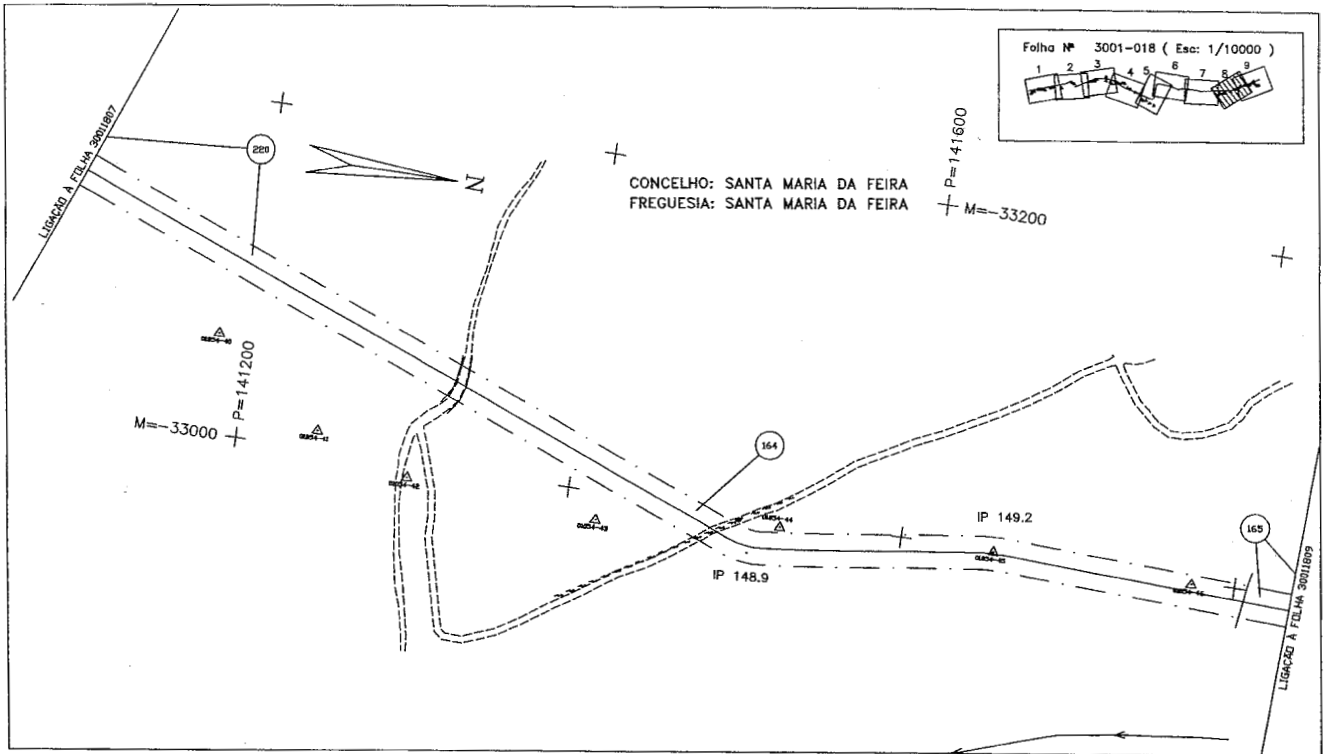 Folha Nº 3001-018 ( Esc: 1/10000 )
1 2 3 4 5 6 7 8 9
LIGAÇÃO À FOLHA 30011807
220
N
CONCELHO: SANTA MARIA DA FEIRA
FREGUESIA: SANTA MARIA DA FEIRA
P=141600
M=-33200
P=141200
M=-33000
164
IP 149.2
IP 148.9
165
LIGAÇÃO À FOLHA 30011809